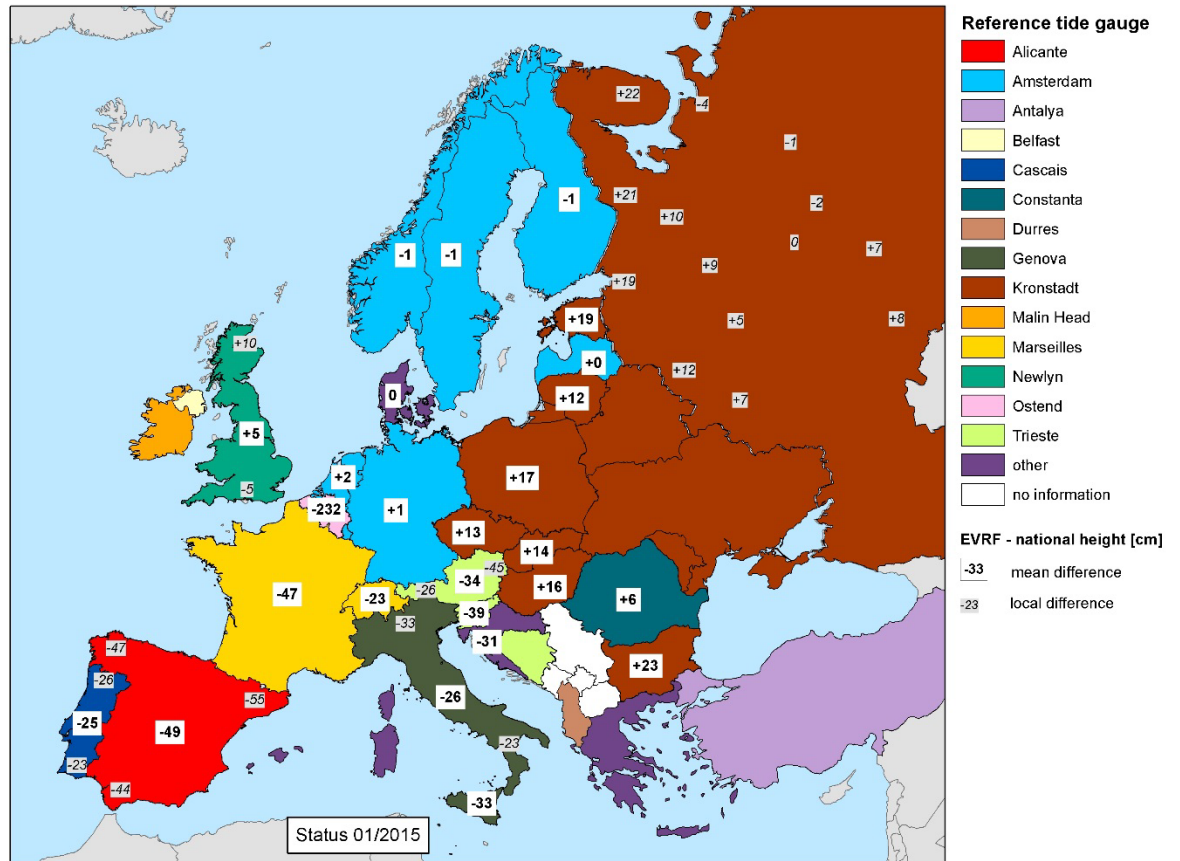 Reference tide gauge
Alicante
Amsterdam
Antalya
Belfast
Cascais
Constanta
Durres
Genova
Kronstadt
Malin Head
Marseilles
Newlyn
Ostend
Trieste
other
no information
EVRF - national height [cm]
-33 mean difference
-23 local difference
+22
-4
-1
+21
-1
-2
+10
0
+7
-1
-1
+9
+19
+19
+5
+8
+10
+0
+12
+12
0
+7
+5
+2
+17
-5
-232
+1
+13
+14
-45
-34
-26
+16
-47
-23
+6
-39
-33
-31
-47
+23
-26
-55
-26
-25
-49
-23
-23
-44
-33
Status 01/2015